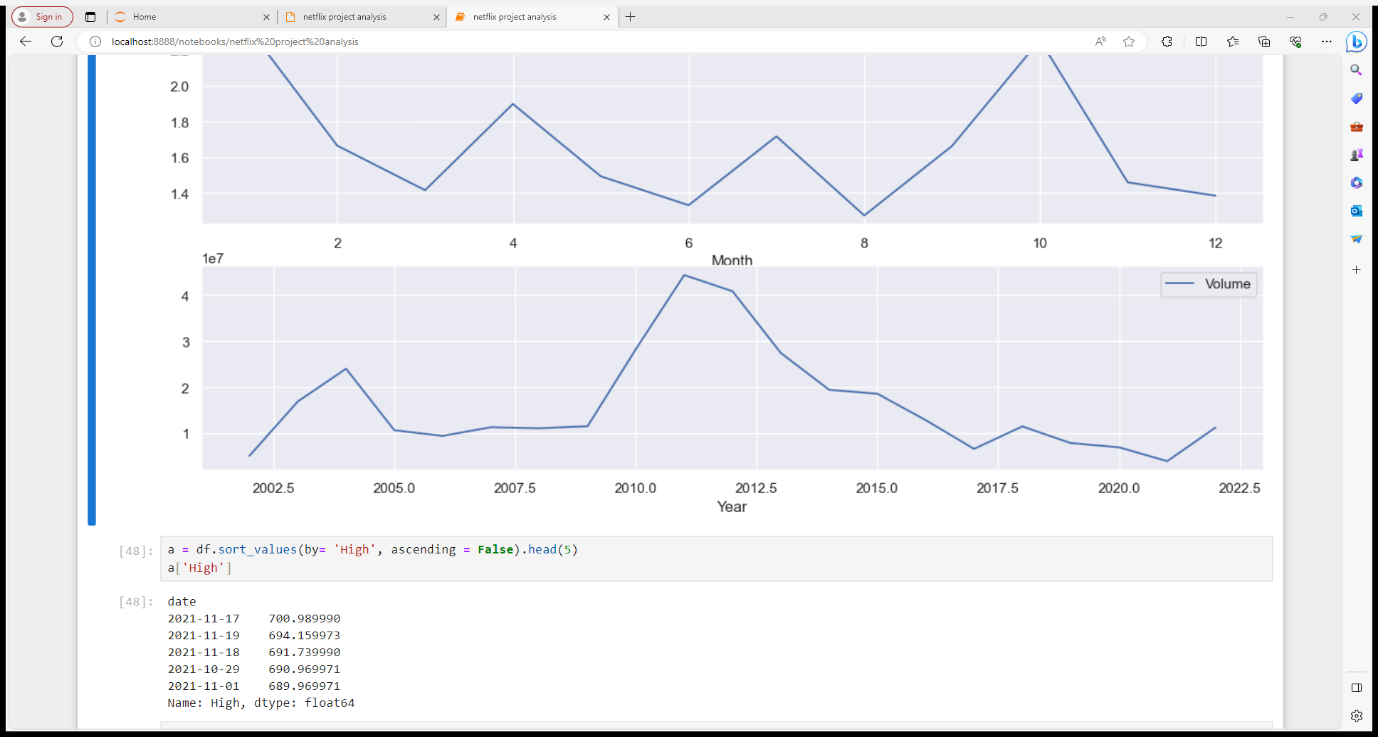 Sign in
Home
netflix project analysis
netflix project analysis
localhost:8888/notebooks/netflix%20project%20analysis
2.0
1.8
1.6
1.4
2 4 6 8 10 12
Month
1e7
Volume
4
3
2
1
2002.5 2005.0 2007.5 2010.0 2012.5 2015.0 2017.5 2020.0 2022.5
Year
[48]: a = df.sort_values(by= 'High', ascending = False).head(5)
a['High']
[48]: date
2021-11-17 700.989990
2021-11-19 694.159973
2021-11-18 691.739990
2021-10-29 690.969971
2021-11-01 689.969971
Name: High, dtype: float64